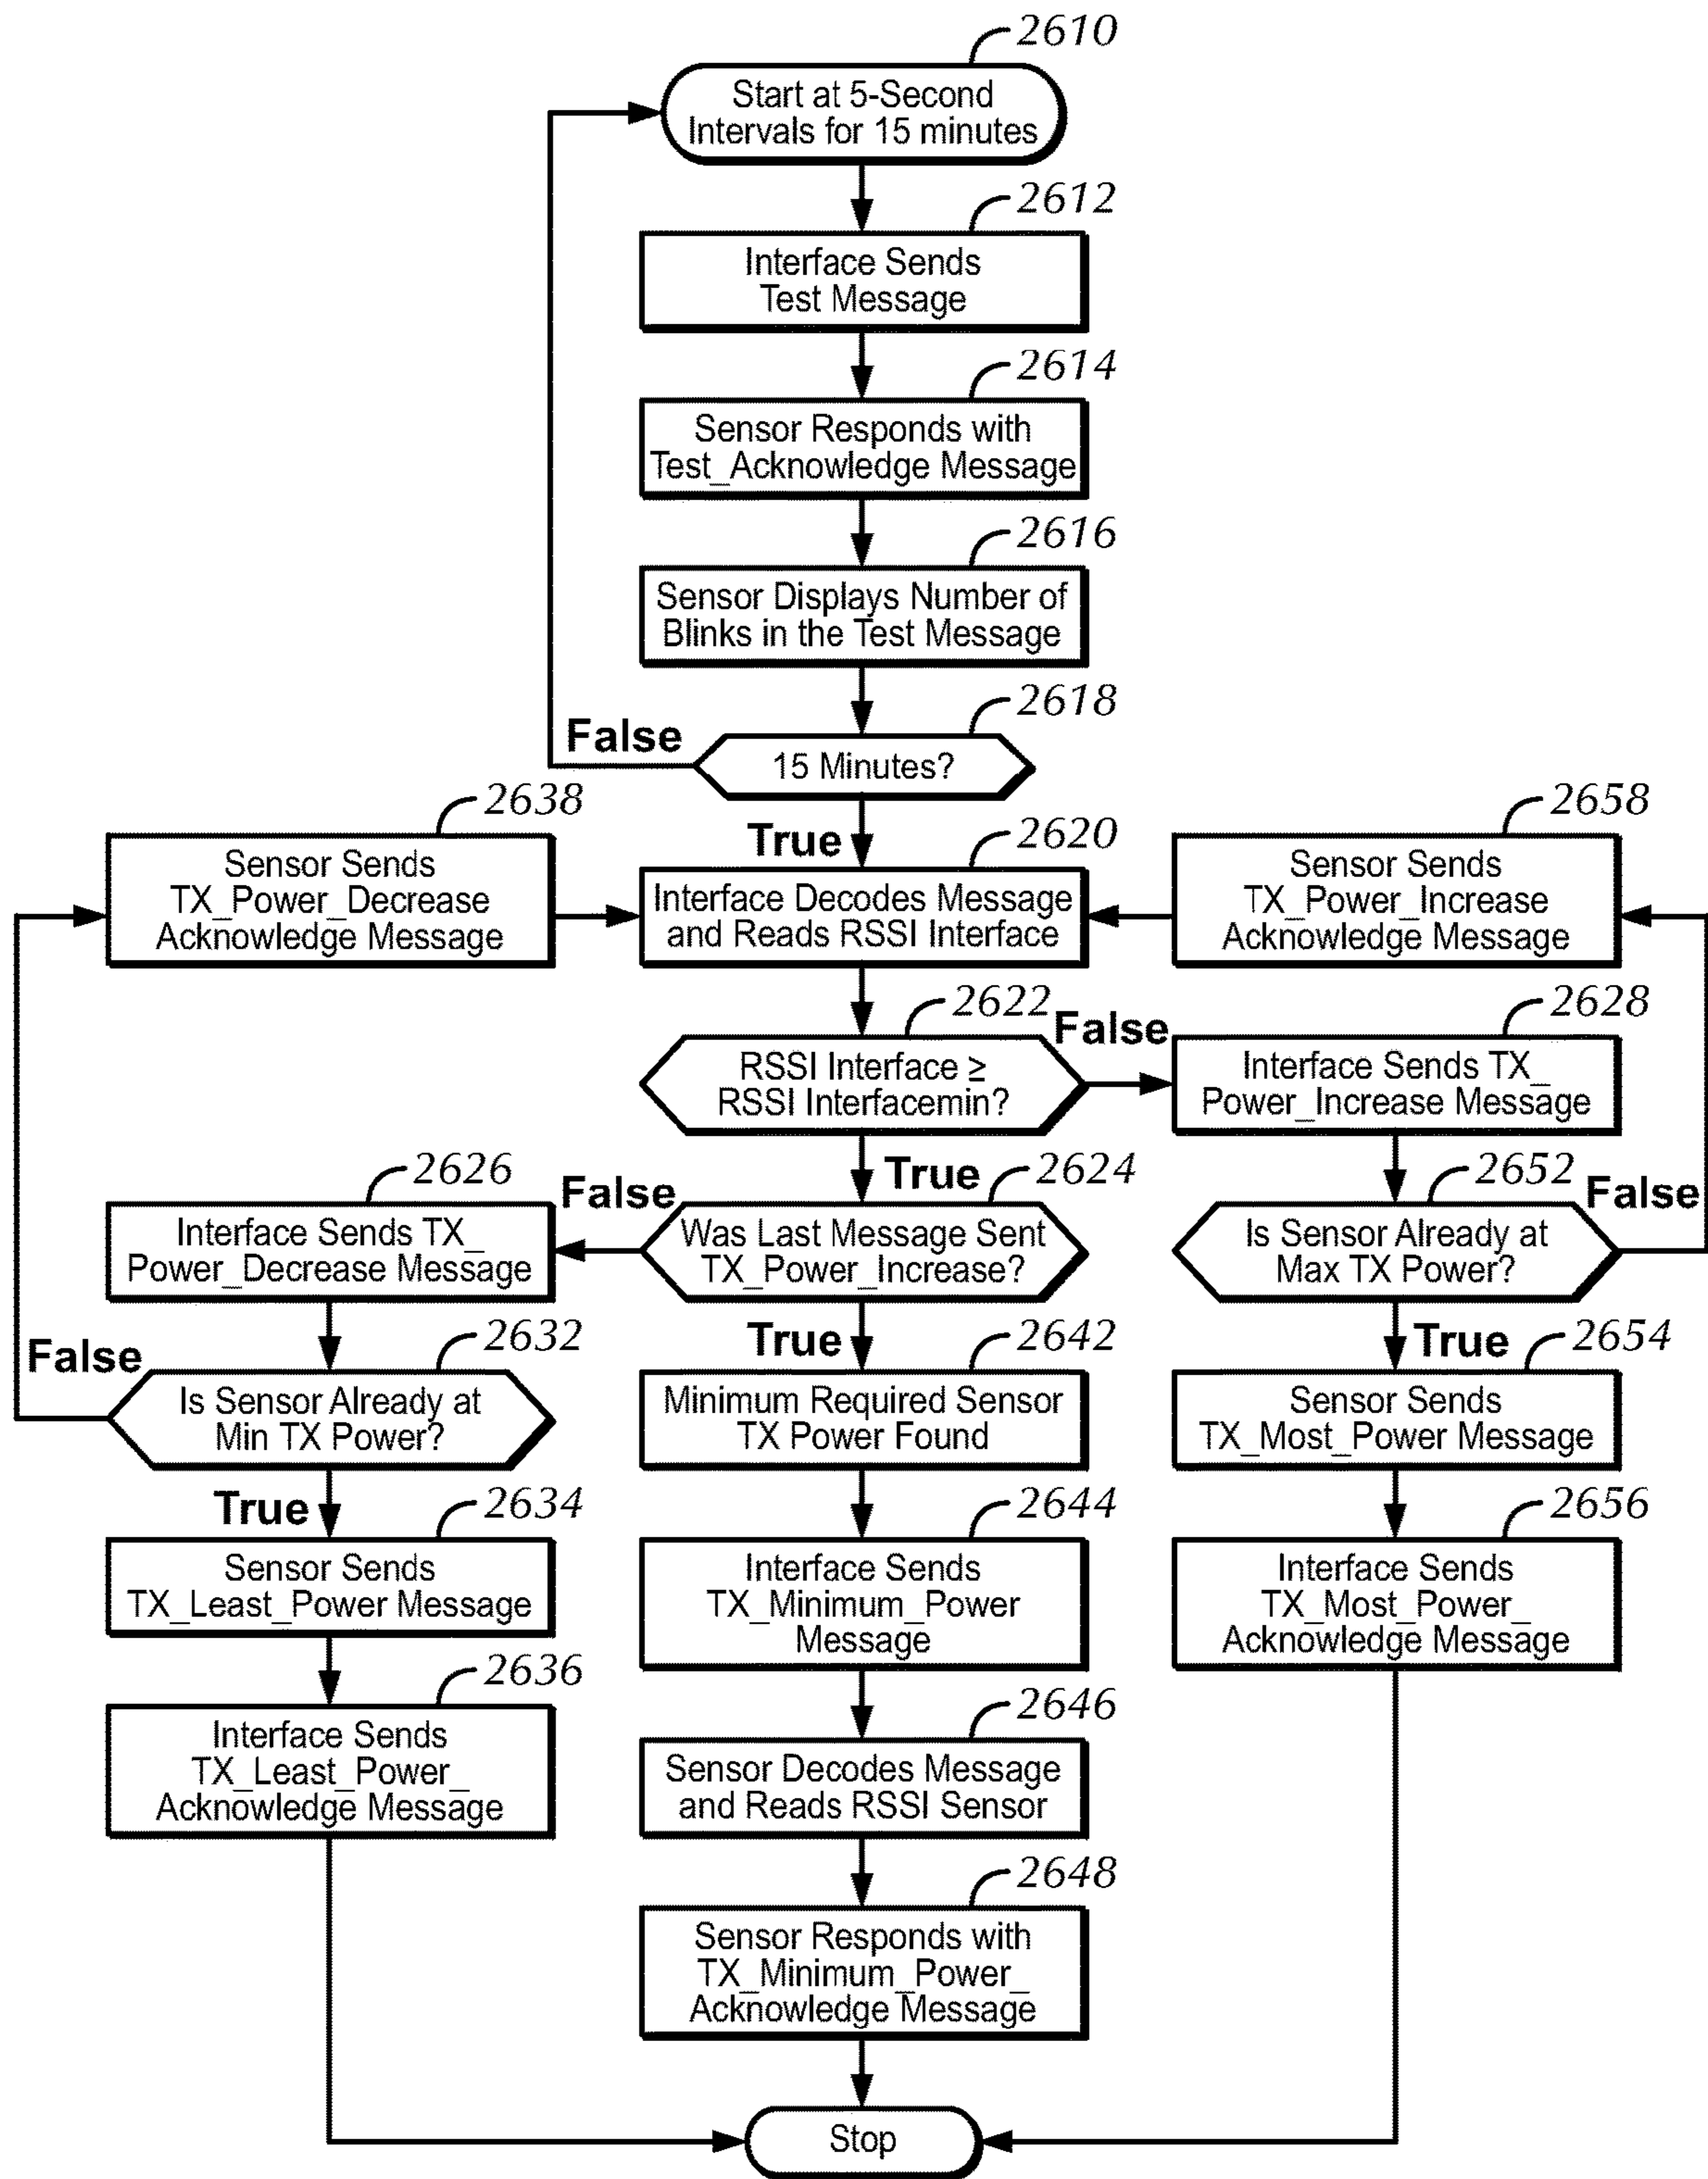 2610
Start at 5-Second
Intervals for 15 minutes
2612
Interface Sends
Test Message
2614
Sensor Responds with
Test_Acknowledge Message
2616
Sensor Displays Number of
Blinks in the Test Message
2618
False
15 Minutes?
True
2638
Sensor Sends
TX_Power_Decrease
Acknowledge Message
2620
Interface Decodes Message
and Reads RSSI Interface
2658
Sensor Sends
TX_Power_Increase
Acknowledge Message
2622
False
RSSI Interface ≥
RSSI Interfacemin?
True
2628
Interface Sends TX_
Power_Increase Message
2626
Interface Sends TX_
Power_Decrease Message
False
2624
Was Last Message Sent
TX_Power_Increase?
True
2652
False
Is Sensor Already at
Max TX Power?
True
2632
False
Is Sensor Already at
Min TX Power?
True
2642
Minimum Required Sensor
TX Power Found
2654
Sensor Sends
TX_Most_Power Message
2634
Sensor Sends
TX_Least_Power Message
2644
Interface Sends
TX_Minimum_Power
Message
2656
Interface Sends
TX_Most_Power_
Acknowledge Message
2636
Interface Sends
TX_Least_Power_
Acknowledge Message
2646
Sensor Decodes Message
and Reads RSSI Sensor
2648
Sensor Responds with
TX_Minimum_Power_
Acknowledge Message
Stop